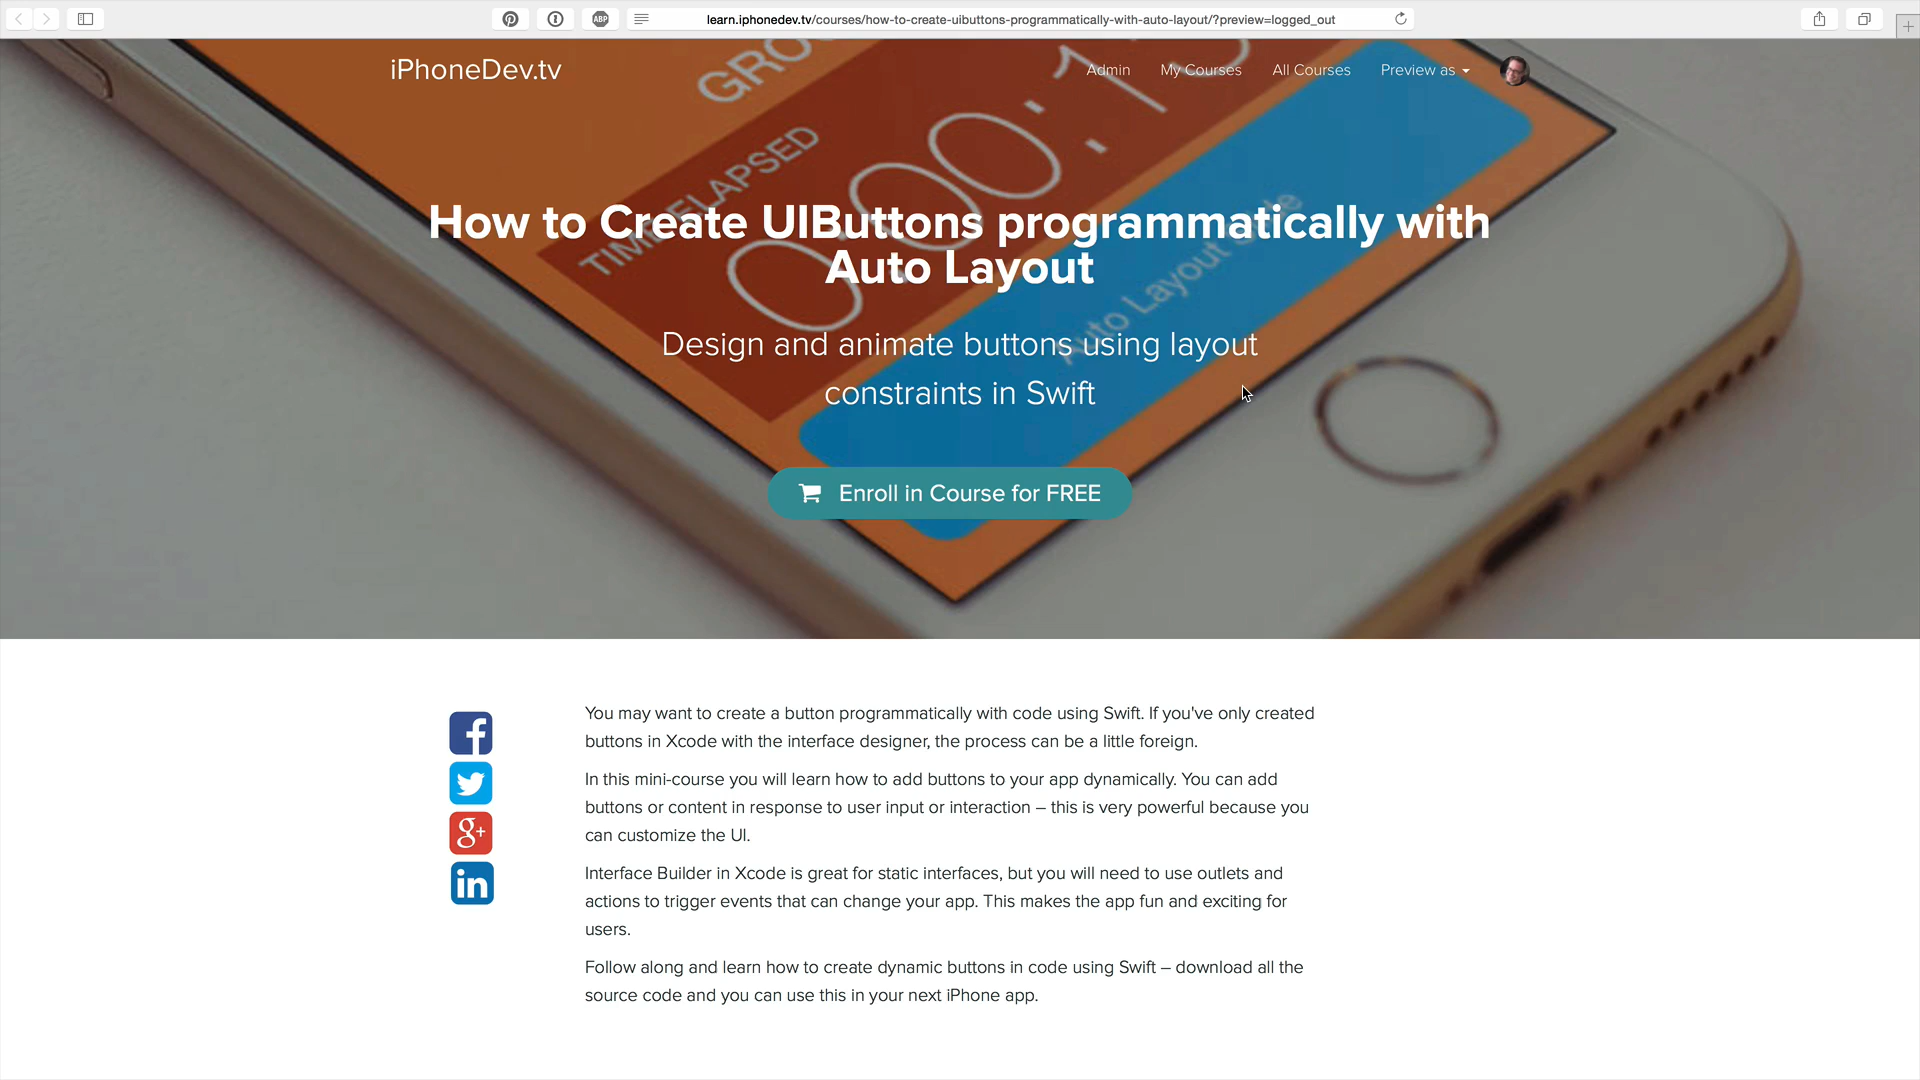 ABP
learn.iphonedev.tv/courses/how-to-create-uibuttons-programmatically-with-auto-layout/?preview=logged_out
iPhoneDev.tv
Admin
My Courses
All Courses
Preview as
TIME ELAPSED
How to Create UIButtons programmatically with
Auto Layout
Design and animate buttons using layout
constraints in Swift
Enroll in Course for FREE
You may want to create a button programmatically with code using Swift. If you've only created
buttons in Xcode with the interface designer, the process can be a little foreign.
In this mini-course you will learn how to add buttons to your app dynamically. You can add
buttons or content in response to user input or interaction – this is very powerful because you
can customize the UI.
Interface Builder in Xcode is great for static interfaces, but you will need to use outlets and
actions to trigger events that can change your app. This makes the app fun and exciting for
users.
Follow along and learn how to create dynamic buttons in code using Swift – download all the
source code and you can use this in your next iPhone app.